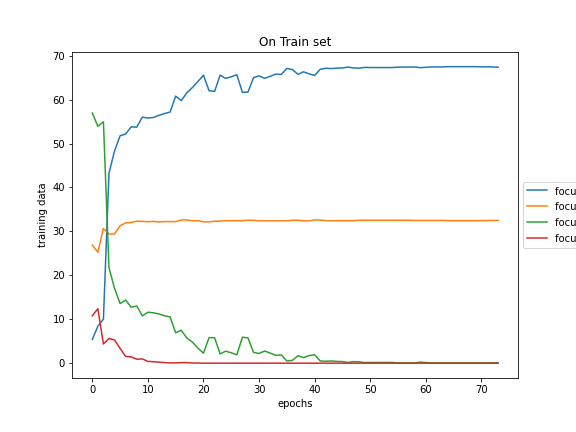 On Train set
70
60
50
40
30
20
10
0
training data
0 10 20 30 40 50 60 70
epochs
focu
focu
focu
focu